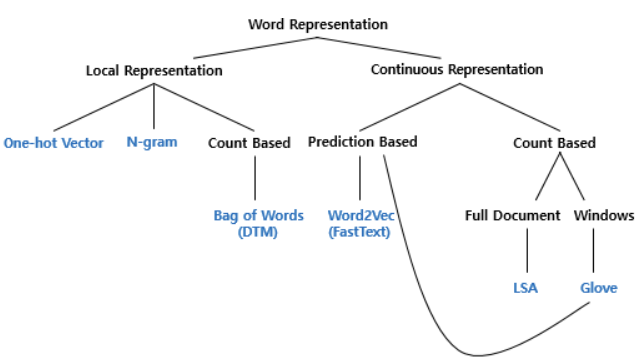 Word Representation
Local Representation
Continuous Representation
One-hot Vector
N-gram
Count Based
Prediction Based
Count Based
Bag of Words
(DTM)
Word2Vec
(FastText)
Full Document
Windows
LSA
Glove